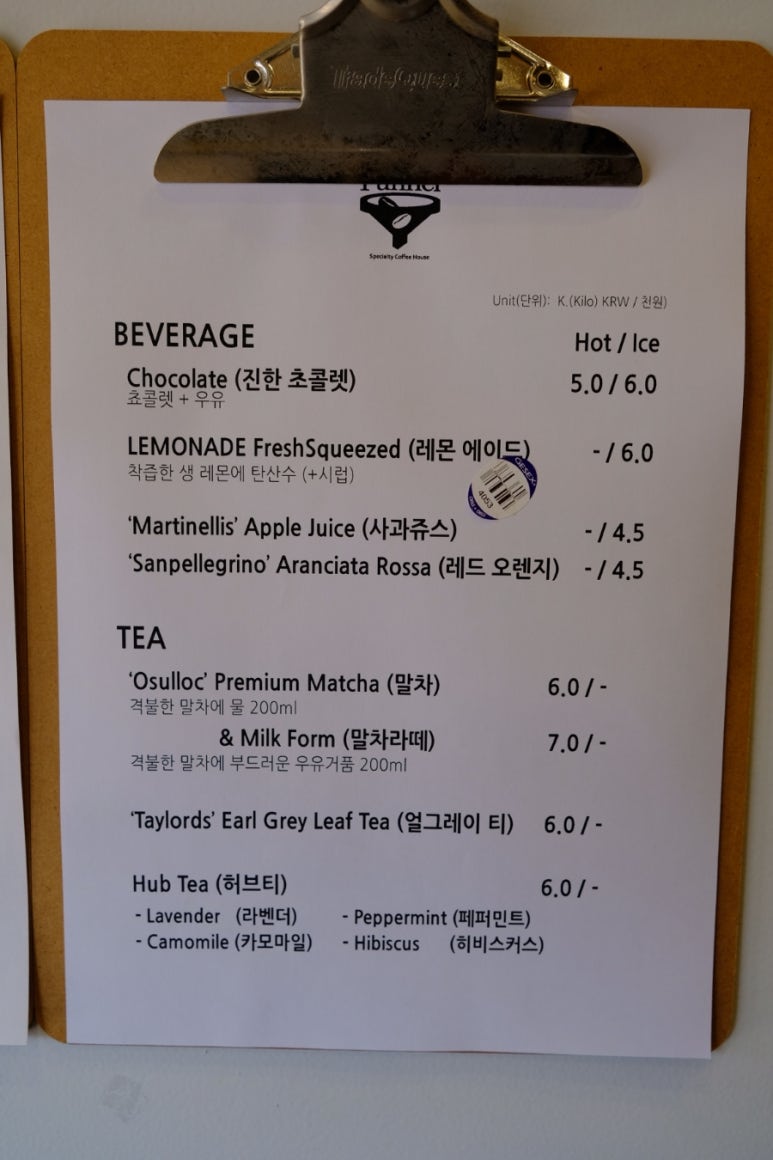 TradeQuest
Funnel
Specialty Coffee House
Unit(단위): K.(Kilo) KRW / 천원)
BEVERAGE Hot / Ice
Chocolate (진한 초콜렛) 5.0 / 6.0
쵸콜렛 + 우유
LEMONADE FreshSqueezed (레몬 에이드) - / 6.0
착즙한 생 레몬에 탄산수 (+시럽)
4053
‘Martinellis’ Apple Juice (사과쥬스) - / 4.5
‘Sanpellegrino’ Aranciata Rossa (레드 오렌지) - / 4.5
TEA
‘Osulloc’ Premium Matcha (말차) 6.0 / -
격불한 말차에 물 200ml
& Milk Form (말차라떼) 7.0 / -
격불한 말차에 부드러운 우유거품 200ml
‘Taylords’ Earl Grey Leaf Tea (얼그레이 티) 6.0 / -
Hub Tea (허브티) 6.0 / -
- Lavender (라벤더) - Peppermint (페퍼민트)
- Camomile (카모마일) - Hibiscus (히비스커스)